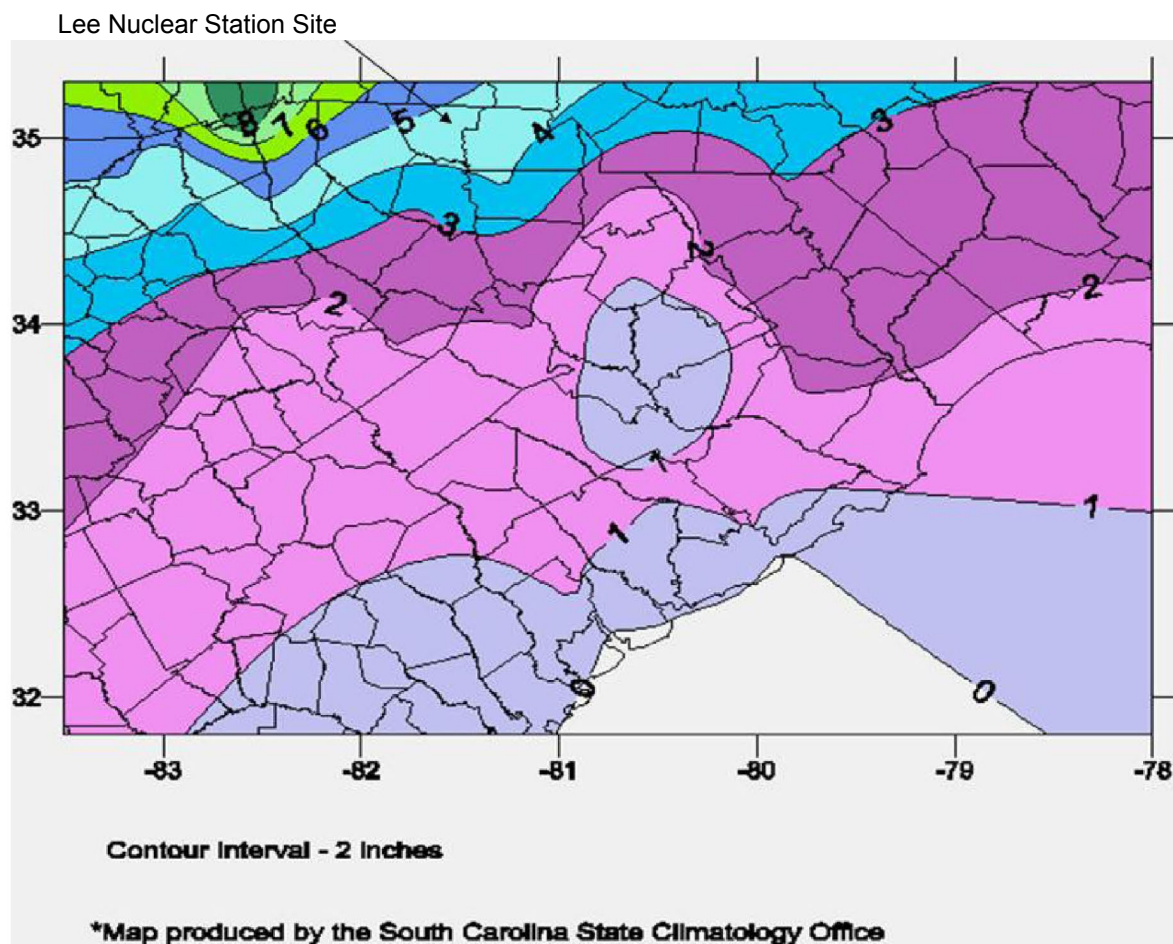 Lee Nuclear Station Site
35 8 7 6 5 4 3
3
2
2
2
34
1
33 1
1
32 0 0
-83 -82 -81 -80 -79 -78
Contour Interval - 2 Inches
*Map produced by the South Carolina State Climatology Office